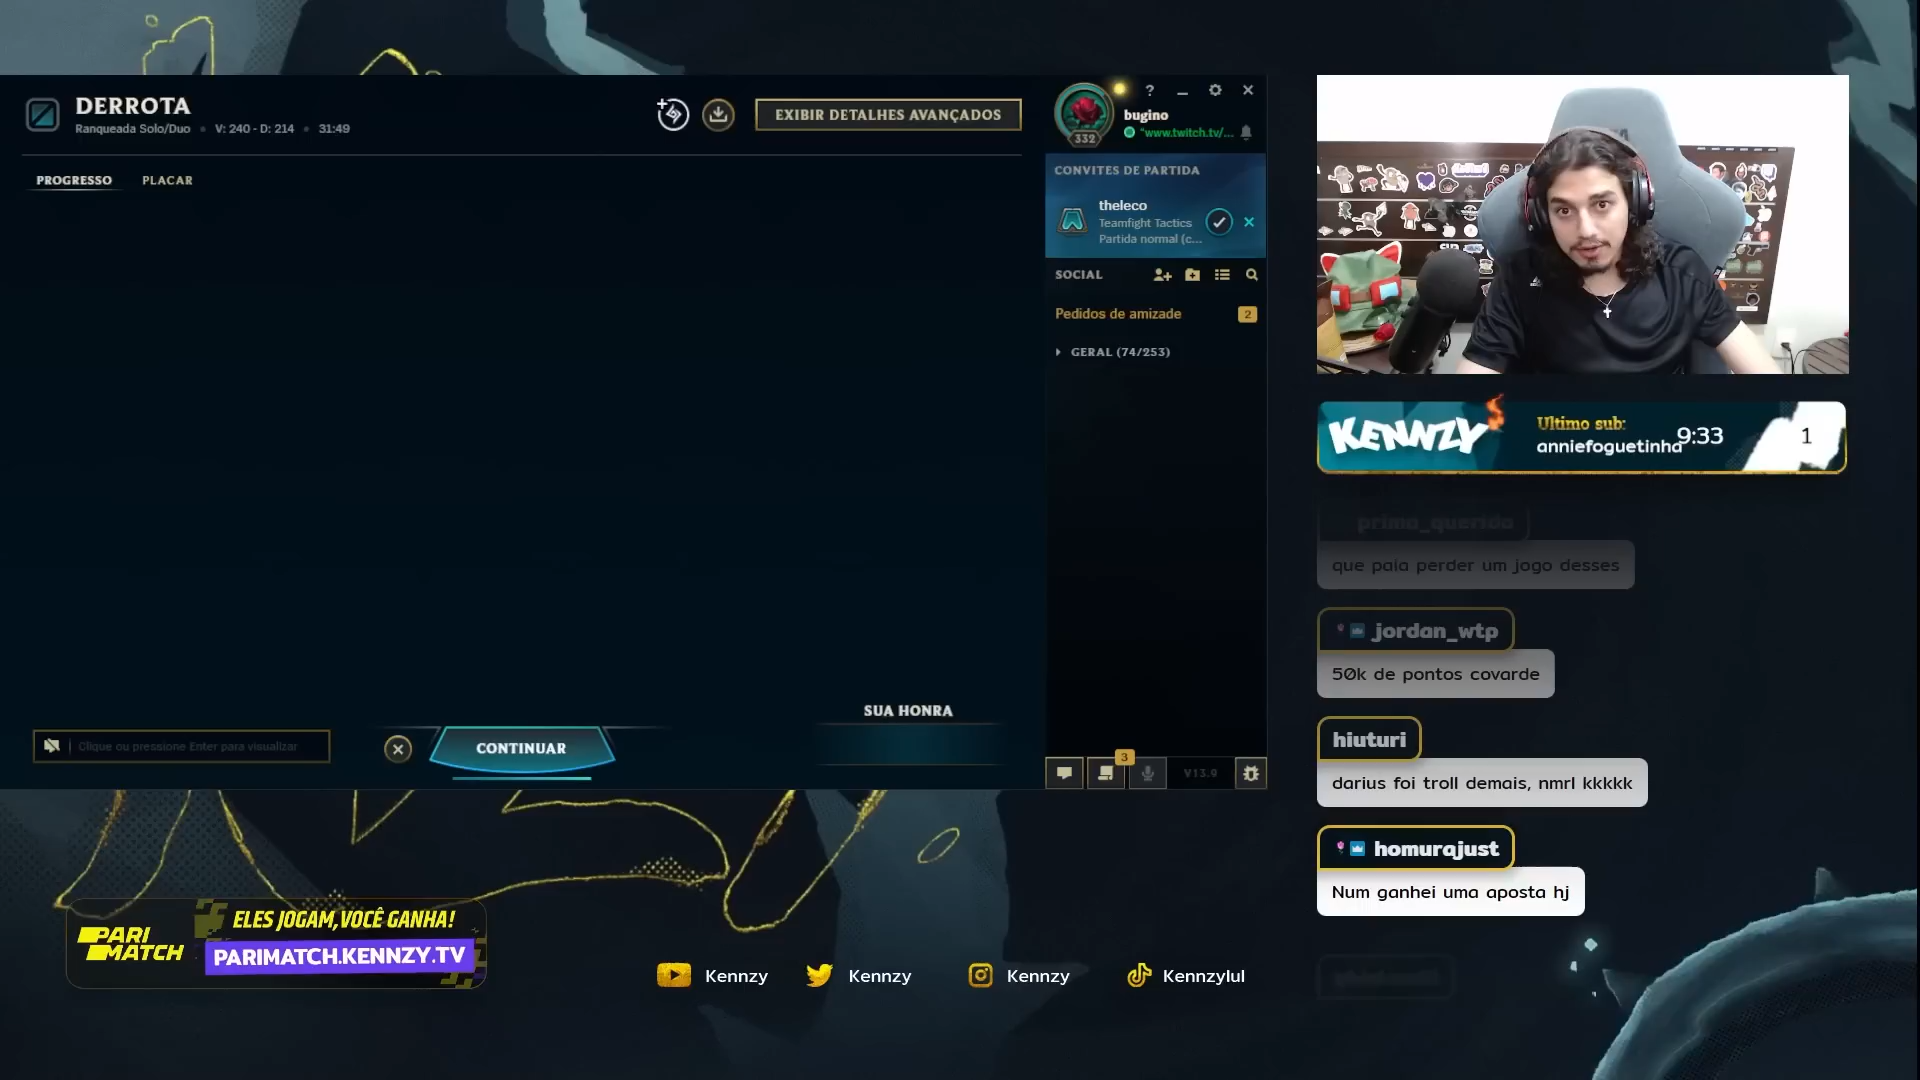 DERROTA
Ranqueada Solo/Duo • V: 240 - D: 214 • 31:49
EXIBIR DETALHES AVANÇADOS
PROGRESSO PLACAR
SUA HONRA
Clique ou pressione Enter para visualizar
CONTINUAR
?
332
bugino
"www.twitch.tv/...
CONVITES DE PARTIDA
theleco
Teamfight Tactics
Partida normal (c...
SOCIAL
Pedidos de amizade 2
GERAL (74/253)
3
V13.9
KENNZY
Ultimo sub:
anniefoguetinha
9:33
1
primo_querido
que paia perder um jogo desses
jordan_wtp
50k de pontos covarde
hiuturi
darius foi troll demais, nmrl kkkkk
homurajust
Num ganhei uma aposta hj
PARI
MATCH
ELES JOGAM, VOCÊ GANHA!
PARIMATCH.KENNZY.TV
Kennzy Kennzy Kennzy Kennzylul